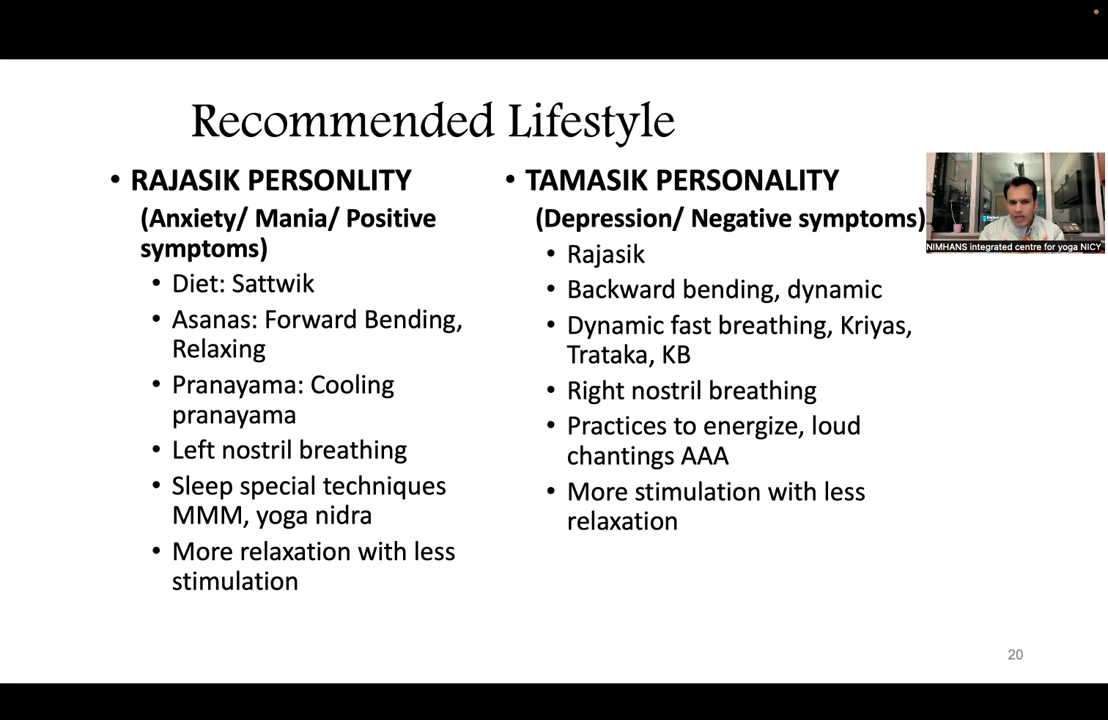 Recommended Lifestyle
• RAJASIK PERSONLITY
(Anxiety/ Mania/ Positive
symptoms)
• Diet: Sattwik
• Asanas: Forward Bending,
Relaxing
• Pranayama: Cooling
pranayama
• Left nostril breathing
• Sleep special techniques
MMM, yoga nidra
• More relaxation with less
stimulation
• TAMASIK PERSONALITY
(Depression/ Negative symptoms)
• Rajasik
• Backward bending, dynamic
• Dynamic fast breathing, Kriyas,
Trataka, KB
• Right nostril breathing
• Practices to energize, loud
chantings AAA
• More stimulation with less
relaxation
NIMHANS integrated centre for yoga NICY
20